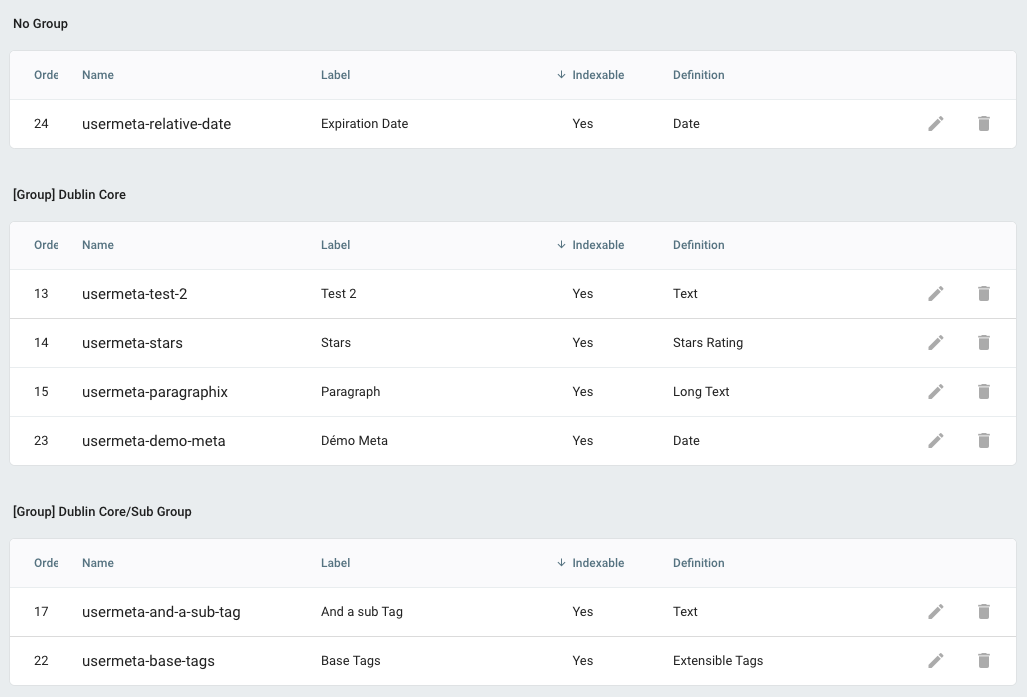 No Group
Orde Name Label Indexable Definition
24 usermeta-relative-date Expiration Date Yes Date
[Group] Dublin Core
Orde Name Label Indexable Definition
13 usermeta-test-2 Test 2 Yes Text
14 usermeta-stars Stars Yes Stars Rating
15 usermeta-paragraphix Paragraph Yes Long Text
23 usermeta-demo-meta Démo Meta Yes Date
[Group] Dublin Core/Sub Group
Orde Name Label Indexable Definition
17 usermeta-and-a-sub-tag And a sub Tag Yes Text
22 usermeta-base-tags Base Tags Yes Extensible Tags